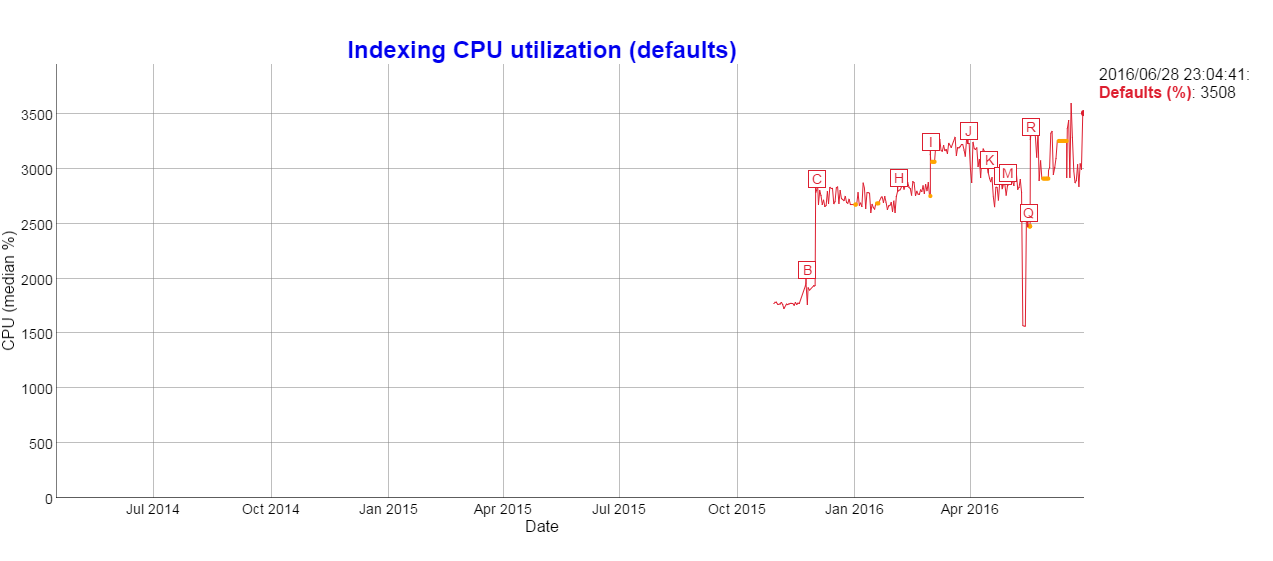 Indexing CPU utilization (defaults)
2016/06/28 23:04:41:
Defaults (%): 3508
CPU (median %)
3500
3000
2500
2000
1500
1000
500
0
B
C
H
I
J
K
M
Q
R
Jul 2014
Oct 2014
Jan 2015
Apr 2015
Jul 2015
Oct 2015
Jan 2016
Apr 2016
Date